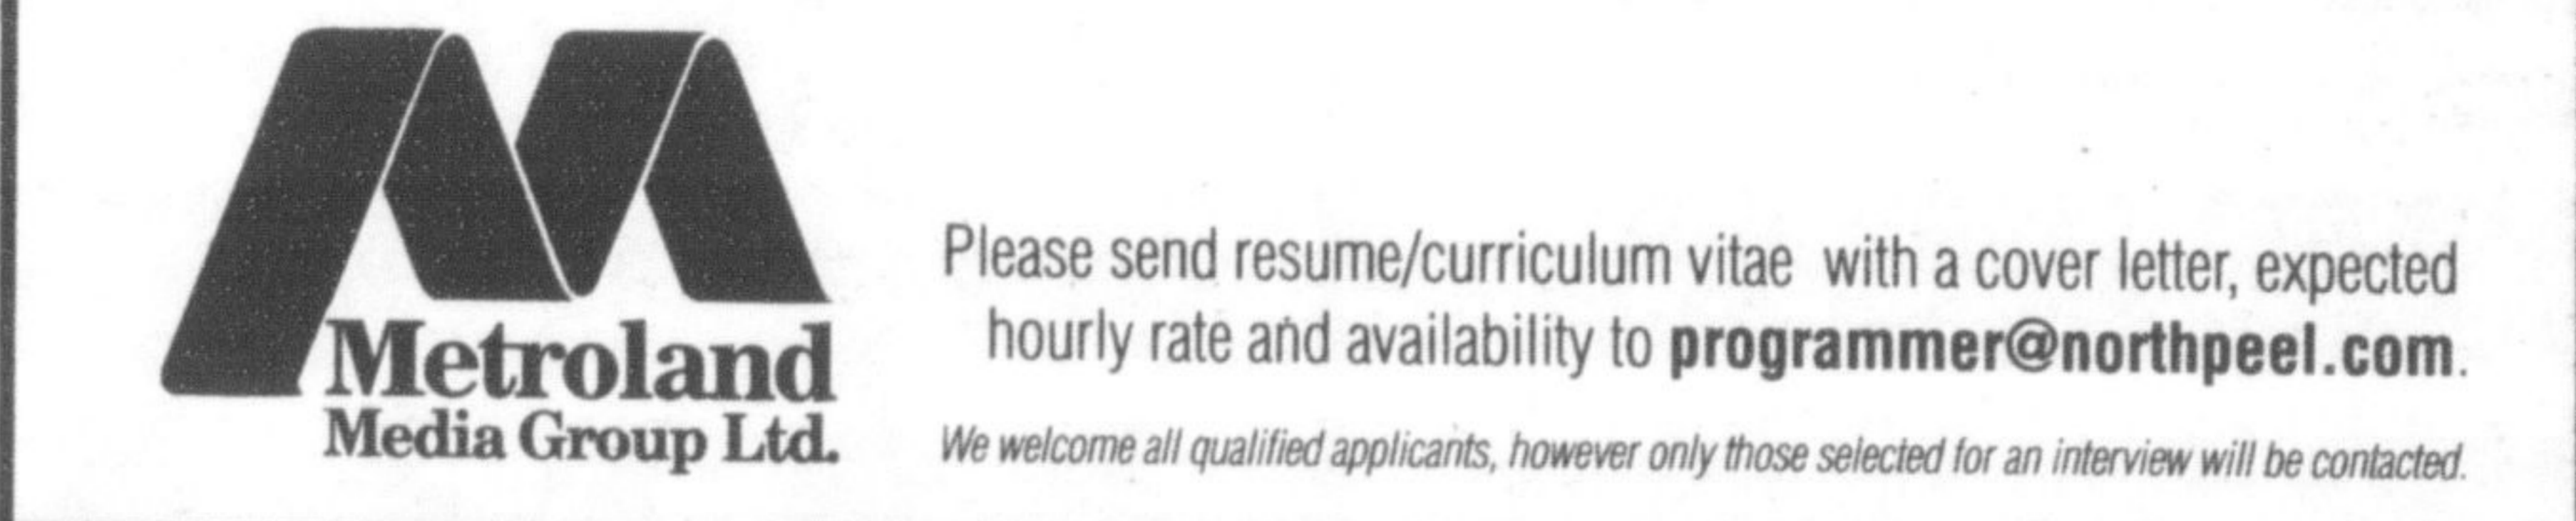 Metroland
Media Group Ltd.
Please send resume/curriculum vitae with a cover letter, expected
hourly rate and availability to programmer@northpeel.com.
We welcome all qualified applicants, however only those selected for an interview will be contacted.